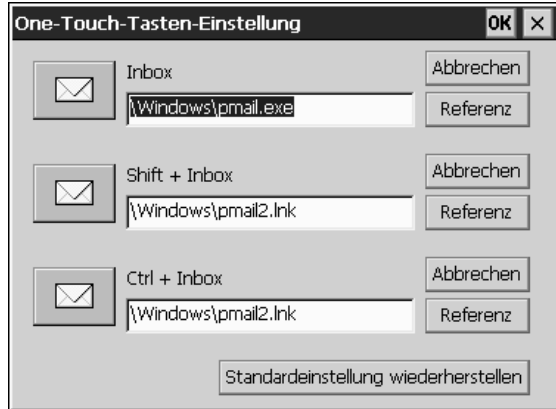 One-Touch-Tasten-Einstellung OK ×
Inbox Abbrechen
\Windows\pmail.exe Referenz
Shift + Inbox Abbrechen
\Windows\pmail2.lnk Referenz
Ctrl + Inbox Abbrechen
\Windows\pmail2.lnk Referenz
Standardeinstellung wiederherstellen